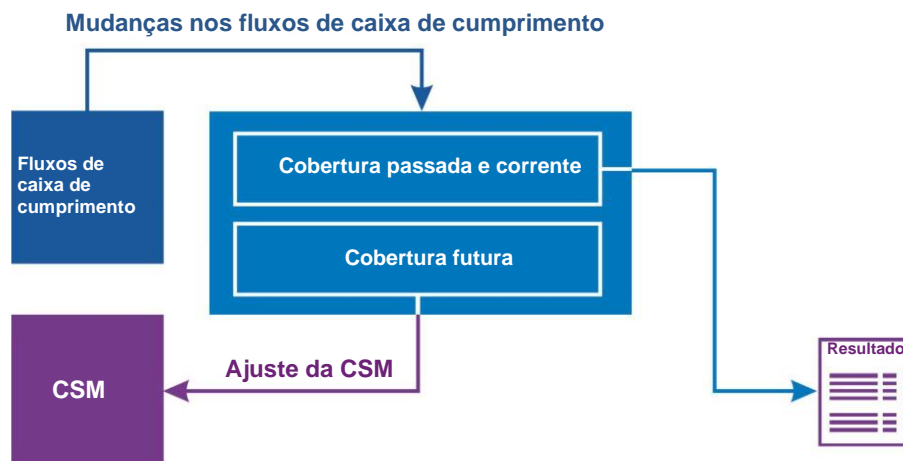 Mudanças nos fluxos de caixa de cumprimento
Fluxos de
caixa de
cumprimento
Cobertura passada e corrente
Cobertura futura
CSM
Ajuste da CSM
Resultado